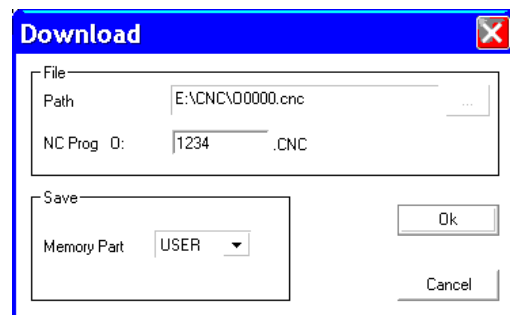 Download
File
Path E:\CNC\O0000.cnc ...
NC Prog O: 1234 .CNC
Save
Memory Part USER
Ok
Cancel